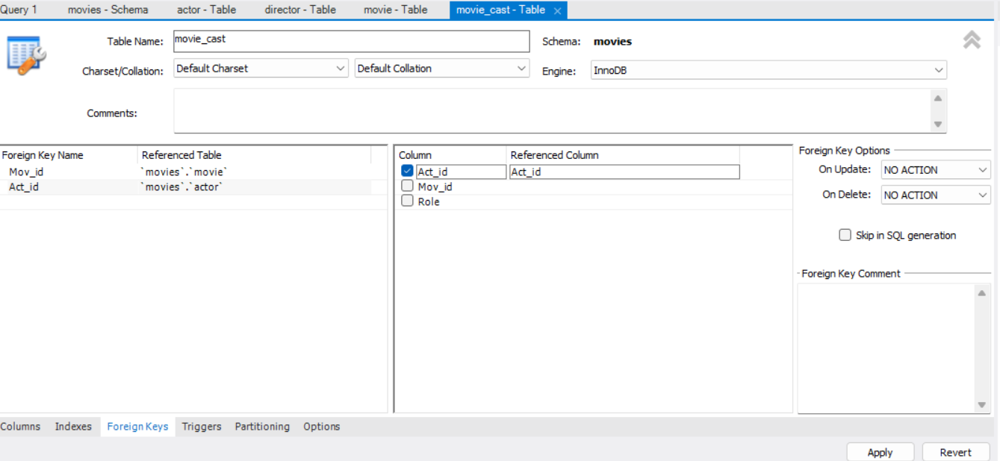 Query 1 movies - Schema actor - Table director - Table movie - Table movie_cast - Table ×
Table Name: movie_cast Schema: movies
Charset/Collation: Default Charset Default Collation Engine: InnoDB
Comments:
Foreign Key Name Referenced Table
Mov_id `movies`.`movie`
Act_id `movies`.`actor`
Column Referenced Column
Act_id Act_id
Mov_id
Role
Foreign Key Options
On Update: NO ACTION
On Delete: NO ACTION
Skip in SQL generation
Foreign Key Comment
Columns Indexes Foreign Keys Triggers Partitioning Options
Apply Revert